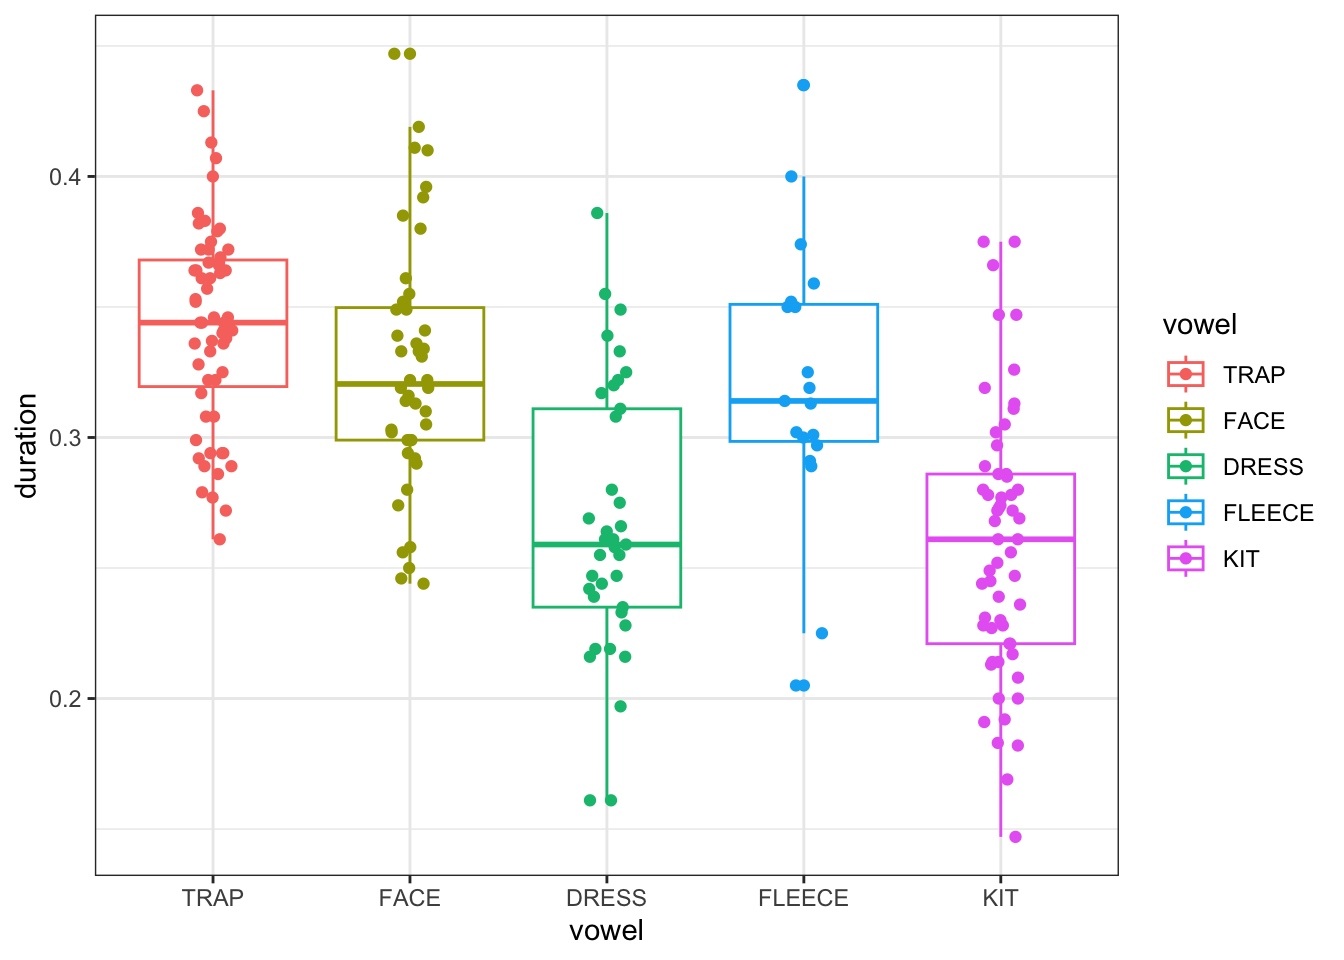 duration
0.4
0.3
0.2
TRAP FACE DRESS FLEECE KIT
vowel
vowel
TRAP
FACE
DRESS
FLEECE
KIT